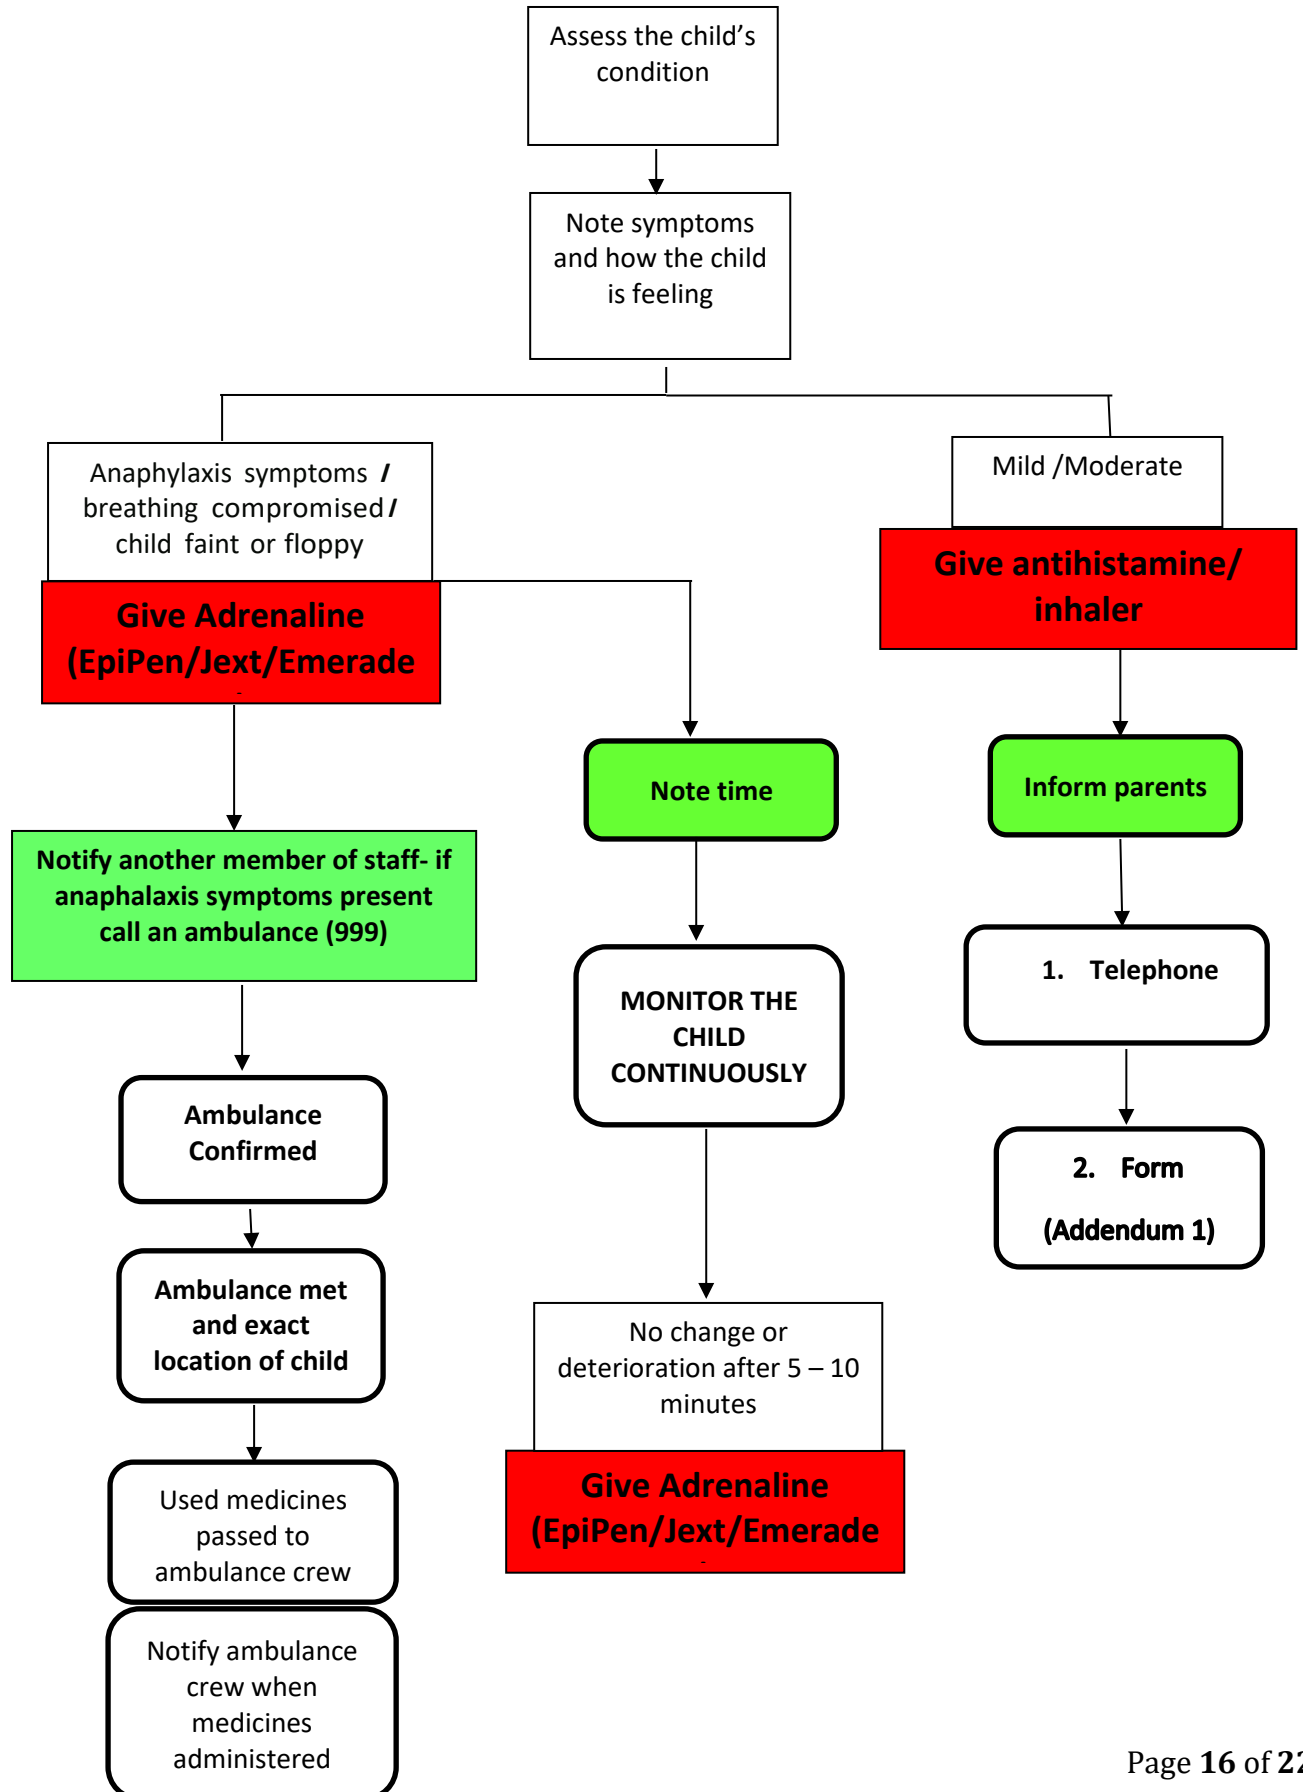 Assess the child’s
condition
Note symptoms
and how the child
is feeling
Anaphylaxis symptoms /
breathing compromised/
child faint or floppy
Give Adrenaline
(EpiPen/Jext/Emerade
Mild /Moderate
Give antihistamine/
inhaler
Note time
Inform parents
Notify another member of staff- if
anaphalaxis symptoms present
call an ambulance (999)
MONITOR THE
CHILD
CONTINUOUSLY
1. Telephone
Ambulance
Confirmed
2. Form
(Addendum 1)
Ambulance met
and exact
location of child
No change or
deterioration after 5 – 10
minutes
Give Adrenaline
(EpiPen/Jext/Emerade
Used medicines
passed to
ambulance crew
Notify ambulance
crew when
medicines
administered
Page 16 of 22